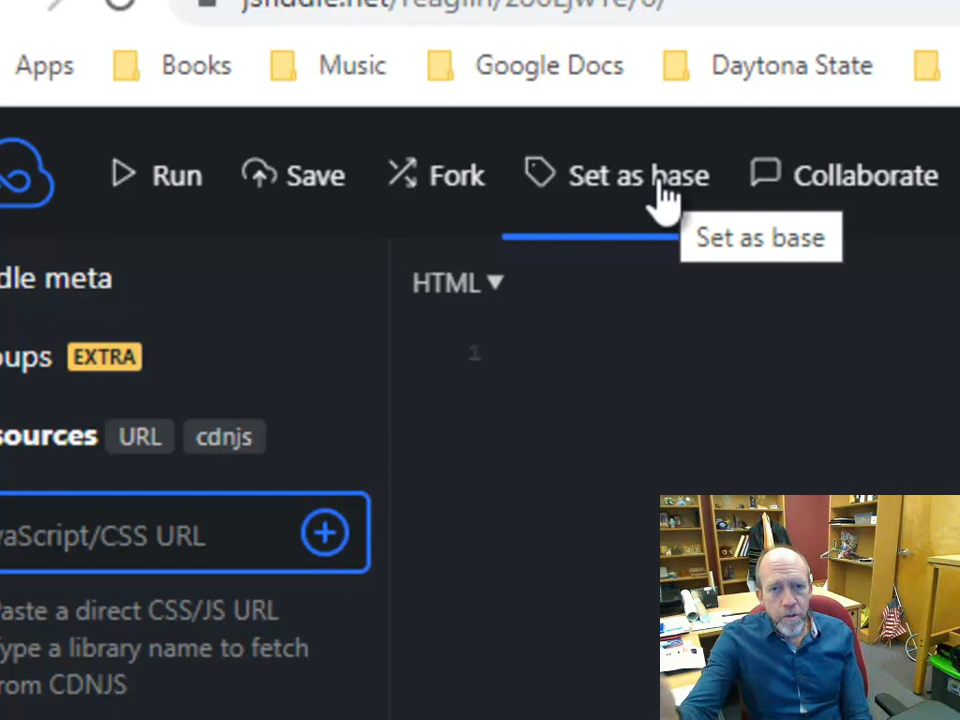 Apps Books Music Google Docs Daytona State
Run Save Fork Set as base Collaborate
Set as base
dle meta
HTML ▼
oups EXTRA
1
sources URL cdnjs
vaScript/CSS URL
Paste a direct CSS/JS URL
Type a library name to fetch
from CDNJS